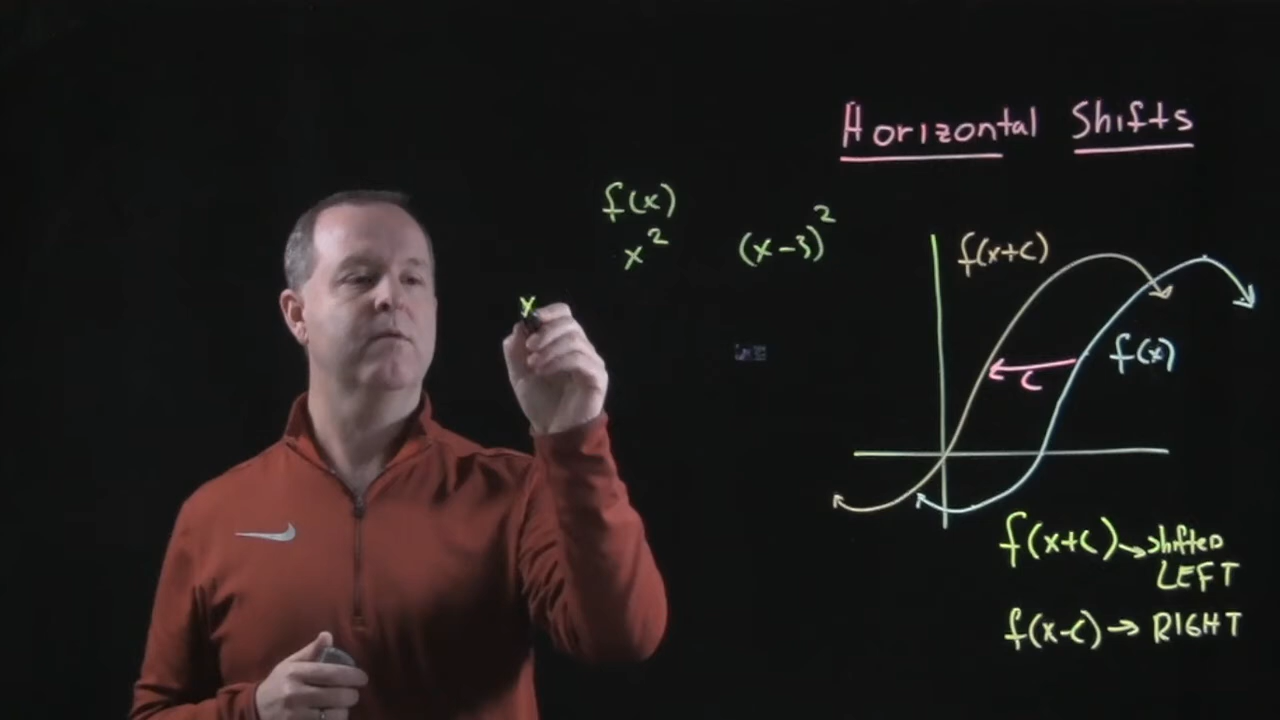 Horizontal Shifts
f(x)
x² (x-3)²
x
f(x+c)
f(x)
c
f(x+c)→shifted
LEFT
f(x-c)→RIGHT